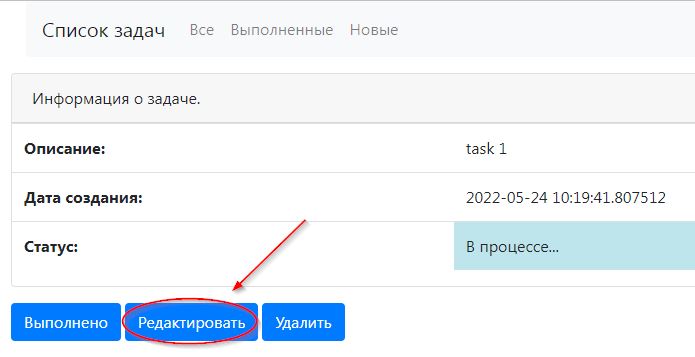 Список задач Все Выполненные Новые
Информация о задаче.
Описание: task 1
Дата создания: 2022-05-24 10:19:41.807512
Статус: В процессе...
Выполнено Редактировать Удалить